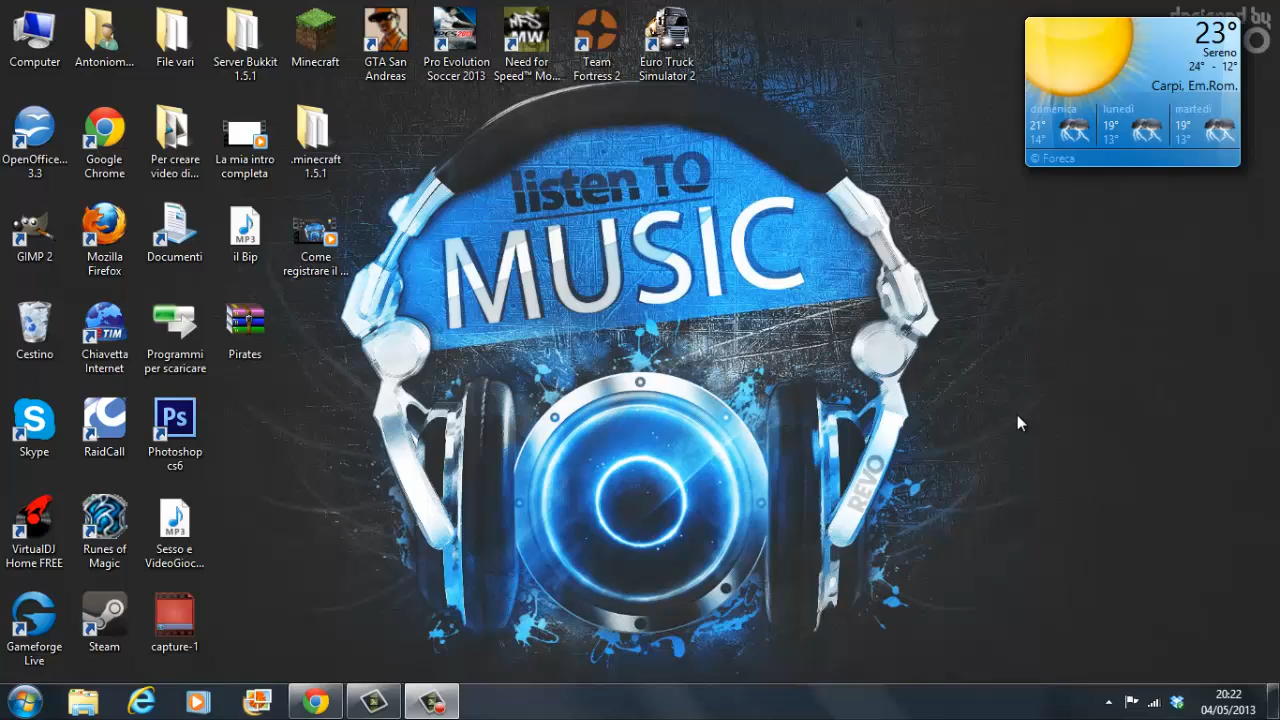 Computer
Antoniom...
File vari
Server Bukkit
1.5.1
Minecraft
GTA San
Andreas
Pro Evolution
Soccer 2013
Need for
Speed™ Mo...
Team
Fortress 2
Euro Truck
Simulator 2
OpenOffice...
3.3
Google
Chrome
Per creare
video di...
La mia intro
completa
.minecraft
1.5.1
GIMP 2
Mozilla
Firefox
Documenti
MP3
il Bip
Come
registrare il ...
Cestino
TIM
Chiavetta
Internet
Programmi
per scaricare
Pirates
Skype
RaidCall
Ps
Photoshop
cs6
VirtualDJ
Home FREE
Runes of
Magic
MP3
Sesso e
VideoGioc...
Gameforge
Live
Steam
capture-1
listen TO
MUSIC
REVO
designed by
23°
Sereno
24° - 12°
Carpi, Em.Rom.
domenica
21°
14°
lunedì
19°
13°
martedì
19°
13°
© Foreca
20:22
04/05/2013